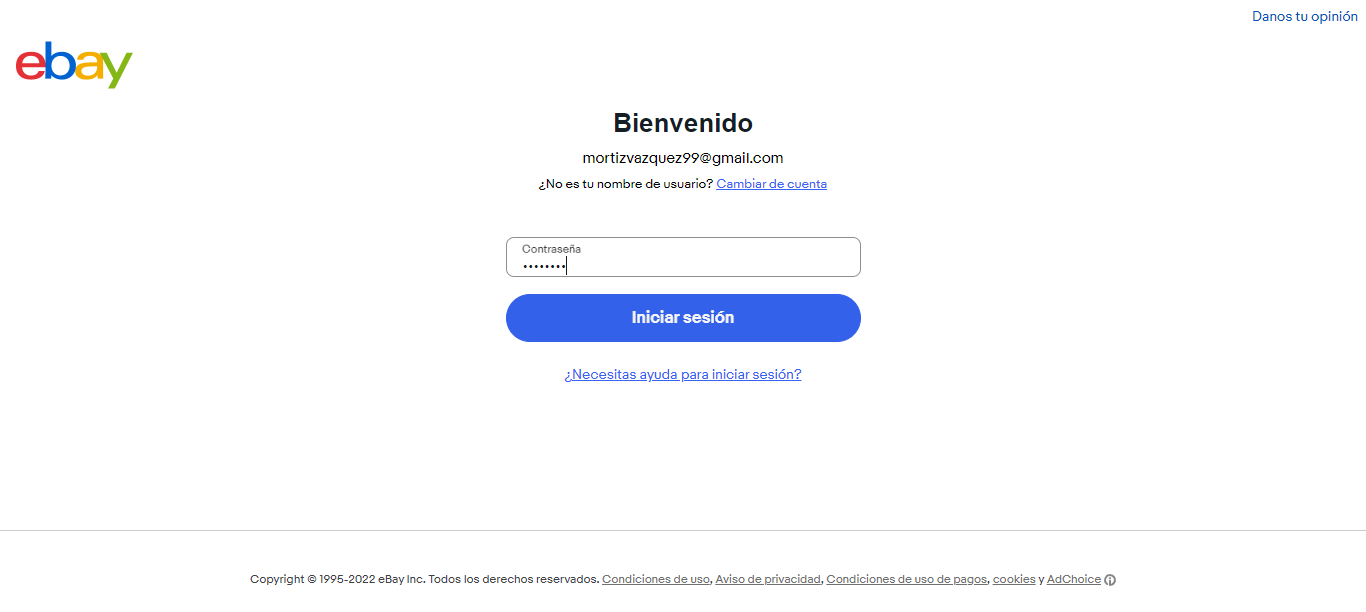 Danos tu opinión
ebay
Bienvenido
mortizvazquez99@gmail.com
¿No es tu nombre de usuario? Cambiar de cuenta
Contraseña
••••••••
Iniciar sesión
¿Necesitas ayuda para iniciar sesión?
Copyright © 1995-2022 eBay Inc. Todos los derechos reservados. Condiciones de uso, Aviso de privacidad, Condiciones de uso de pagos, cookies y AdChoice